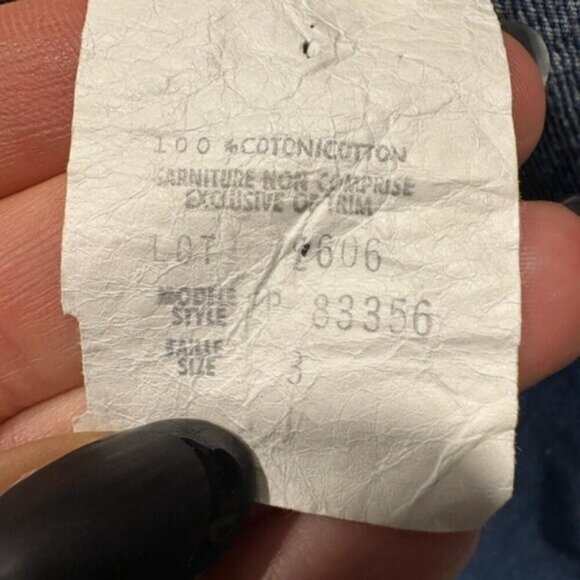 100 % COTON/COTTON
GARNITURE NON COMPRISE
EXCLUSIVE OF TRIM
LOT 2606
MODELE
STYLE P 83356
TAILLE
SIZE 3